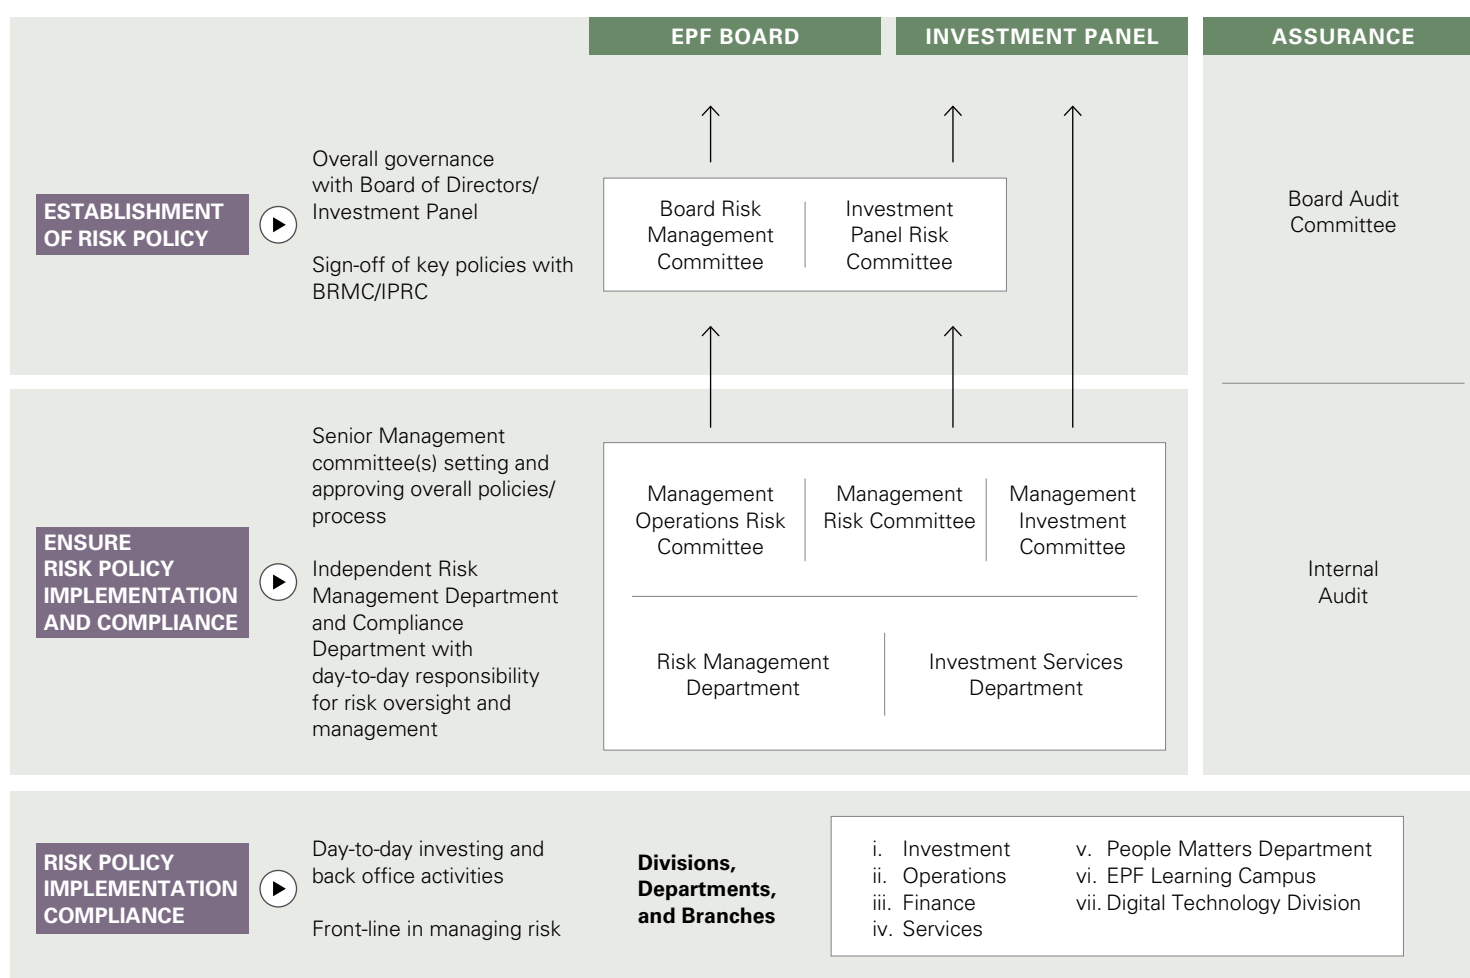 EPF BOARD
INVESTMENT PANEL
ASSURANCE
ESTABLISHMENT
OF RISK POLICY
Overall governance
with Board of Directors/
Investment Panel
Sign-off of key policies with
BRMC/IPRC
Board Risk
Management
Committee
Investment
Panel Risk
Committee
Board Audit
Committee
ENSURE
RISK POLICY
IMPLEMENTATION
AND COMPLIANCE
Senior Management
committee(s) setting and
approving overall policies/
process
Independent Risk
Management Department
and Compliance
Department with
day-to-day responsibility
for risk oversight and
management
Management
Operations Risk
Committee
Management
Risk Committee
Management
Investment
Committee
Risk Management
Department
Investment Services
Department
Internal
Audit
RISK POLICY
IMPLEMENTATION
COMPLIANCE
Day-to-day investing and
back office activities
Front-line in managing risk
Divisions,
Departments,
and Branches
i. Investment
ii. Operations
iii. Finance
iv. Services
v. People Matters Department
vi. EPF Learning Campus
vii. Digital Technology Division